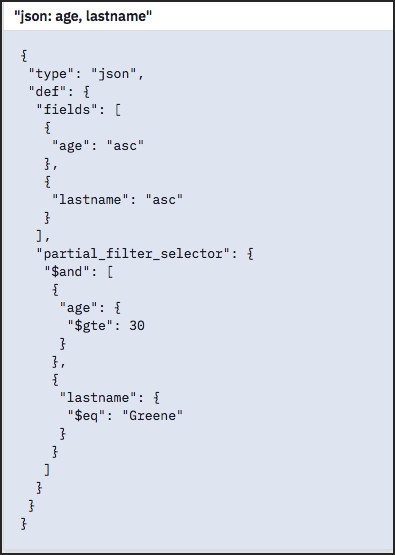 "json: age, lastname"
{
"type": "json",
"def": {
"fields": [
{
"age": "asc"
},
{
"lastname": "asc"
}
],
"partial_filter_selector": {
"$and": [
{
"age": {
"$gte": 30
}
},
{
"lastname": {
"$eq": "Greene"
}
}
]
}
}
}